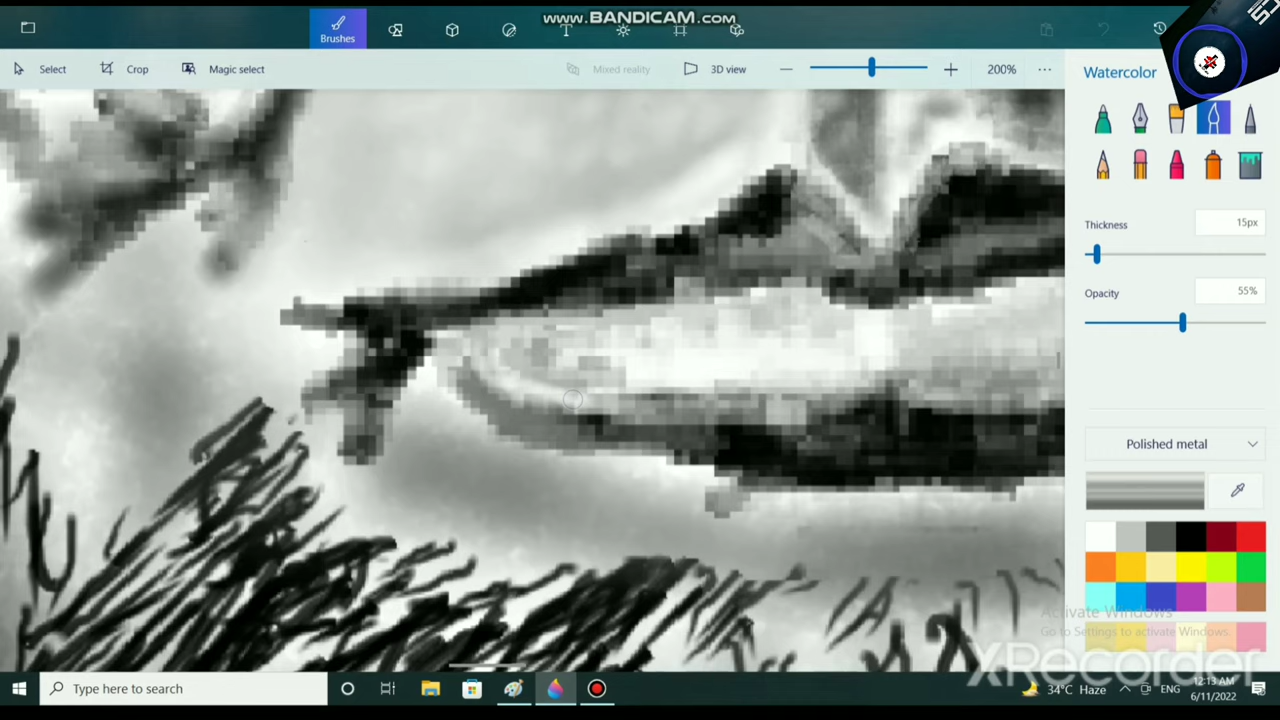 www.BANDICAM.com
Brushes
Select
Crop
Magic select
Mixed reality
3D view
200%
Watercolor
Thickness
15px
Opacity
55%
Polished metal
Activate Windows
Go to Settings to activate Windows.
XRecorder
Type here to search
34°C Haze
ENG
12:13 AM
6/11/2022